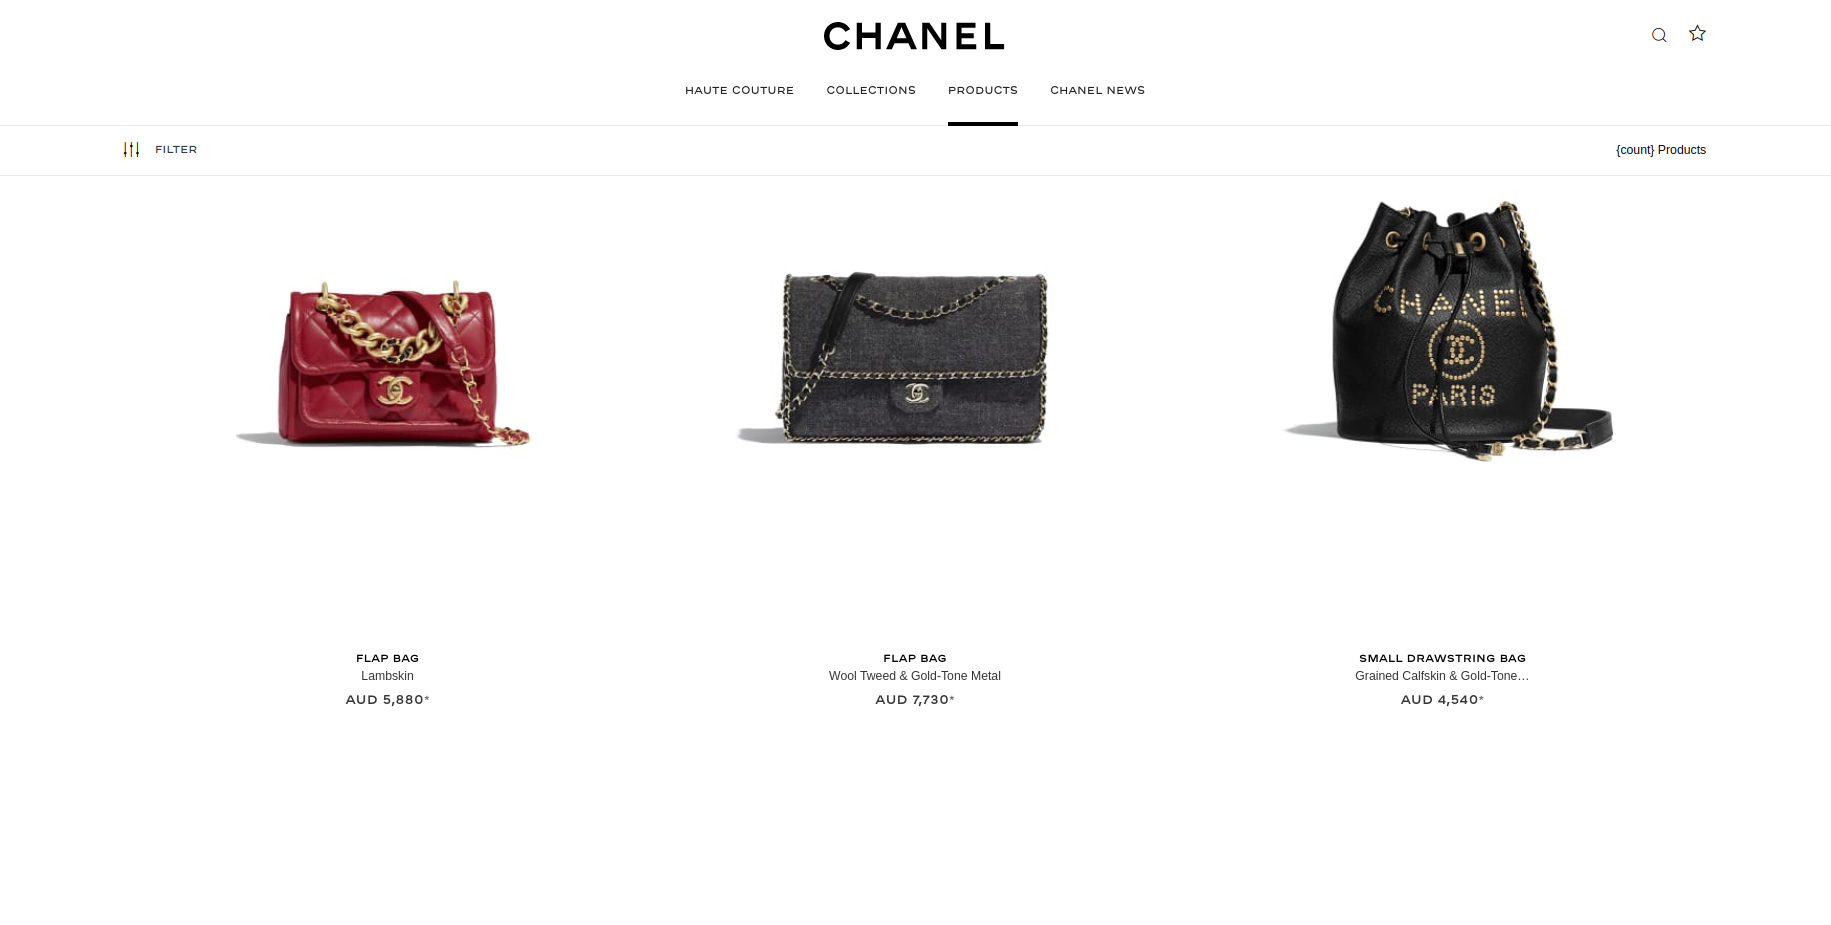 CHANEL
HAUTE COUTURE COLLECTIONS PRODUCTS CHANEL NEWS
FILTER
{count} Products
CHANEL
PARIS
FLAP BAG
Lambskin
AUD 5,880*
FLAP BAG
Wool Tweed & Gold-Tone Metal
AUD 7,730*
SMALL DRAWSTRING BAG
Grained Calfskin & Gold-Tone…
AUD 4,540*